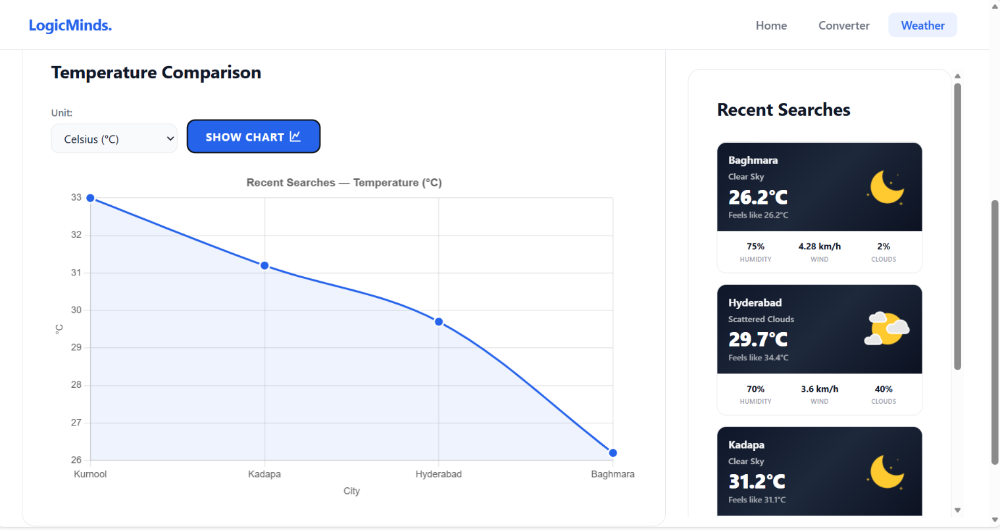 LogicMinds.
Home
Converter
Weather
Temperature Comparison
Unit:
Celsius (°C)
SHOW CHART
Recent Searches — Temperature (°C)
33
32
31
30
29
28
27
26
°C
Kurnool
Kadapa
Hyderabad
Baghmara
City
Recent Searches
Baghmara
Clear Sky
26.2°C
Feels like 26.2°C
75%
4.28 km/h
2%
HUMIDITY
WIND
CLOUDS
Hyderabad
Scattered Clouds
29.7°C
Feels like 34.4°C
70%
3.6 km/h
40%
HUMIDITY
WIND
CLOUDS
Kadapa
Clear Sky
31.2°C
Feels like 31.1°C